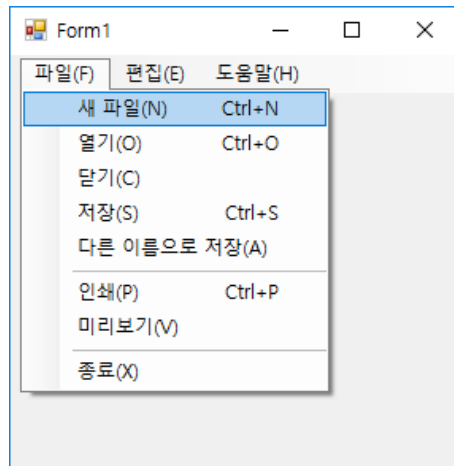 Form1
파일(F) 편집(E) 도움말(H)
새 파일(N) Ctrl+N
열기(O) Ctrl+O
닫기(C)
저장(S) Ctrl+S
다른 이름으로 저장(A)
인쇄(P) Ctrl+P
미리보기(V)
종료(X)